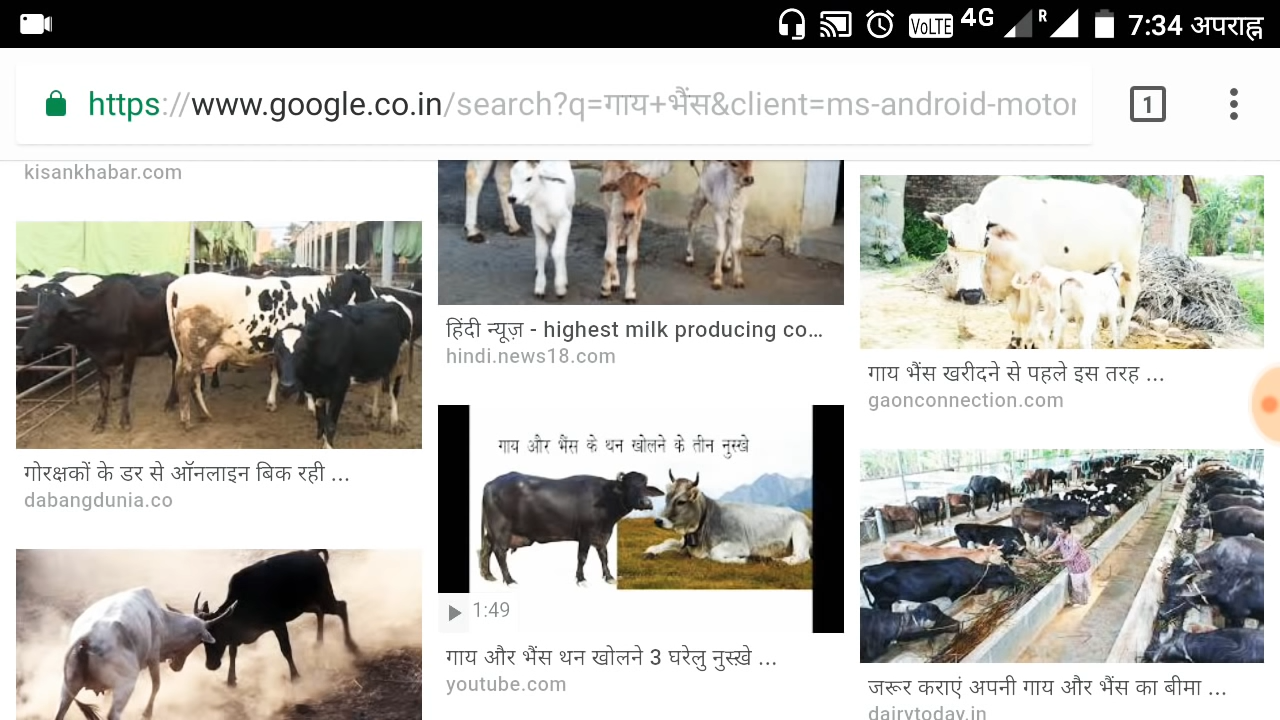 VoLTE 4G R 7:34 अपराह्न
https://www.google.co.in/search?q=गाय+भैंस&client=ms-android-motor
1
kisankhabar.com
हिंदी न्यूज़ - highest milk producing co...
hindi.news18.com
गाय भैंस खरीदने से पहले इस तरह ...
gaonconnection.com
गोरक्षकों के डर से ऑनलाइन बिक रही ...
dabangdunia.co
गाय और भैंस के थन खोलने के तीन नुस्खे
1:49
गाय और भैंस थन खोलने 3 घरेलु नुस्ख़े ...
youtube.com
जरूर कराएं अपनी गाय और भैंस का बीमा ...
dairytoday.in